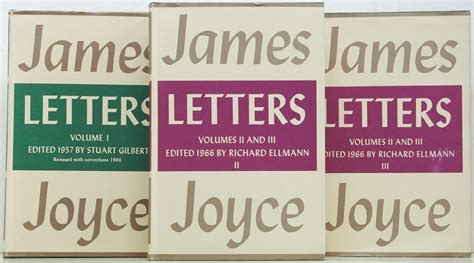 James
LETTERS
VOLUME I
EDITED 1957 BY STUART GILBERT
Reissued with corrections 1966
Joyce
James
LETTERS
VOLUMES II AND III
EDITED 1966 BY RICHARD ELLMANN
II
Joyce
James
LETTERS
VOLUMES II AND III
EDITED 1966 BY RICHARD ELLMANN
III
Joyce